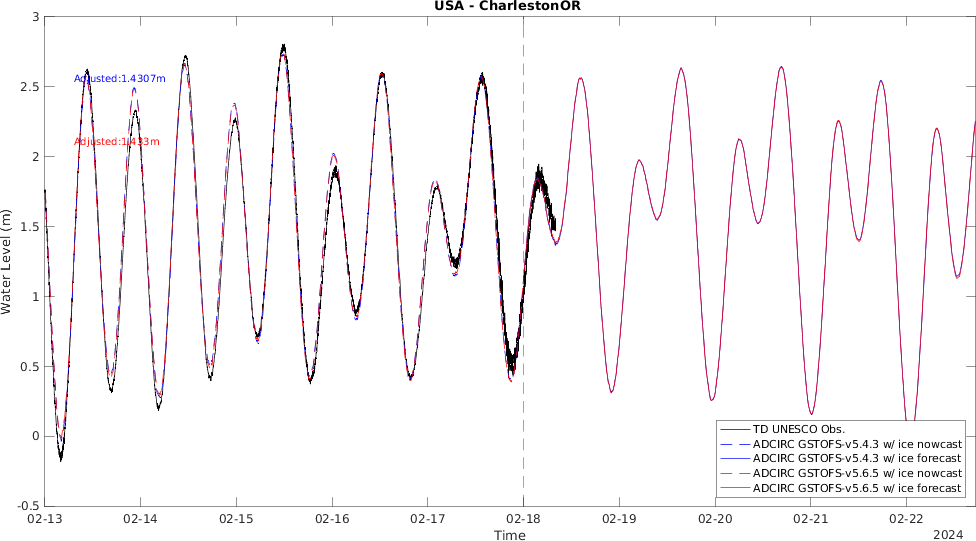 USA - CharlestonOR
Water Level (m)
3
2.5
2
1.5
1
0.5
0
-0.5
Adjusted:1.4307m
Adjusted:1.433m
TD UNESCO Obs.
ADCIRC GSTOFS-v5.4.3 w/ ice nowcast
ADCIRC GSTOFS-v5.4.3 w/ ice forecast
ADCIRC GSTOFS-v5.6.5 w/ ice nowcast
ADCIRC GSTOFS-v5.6.5 w/ ice forecast
02-13 02-14 02-15 02-16 02-17 02-18 02-19 02-20 02-21 02-22
Time
2024